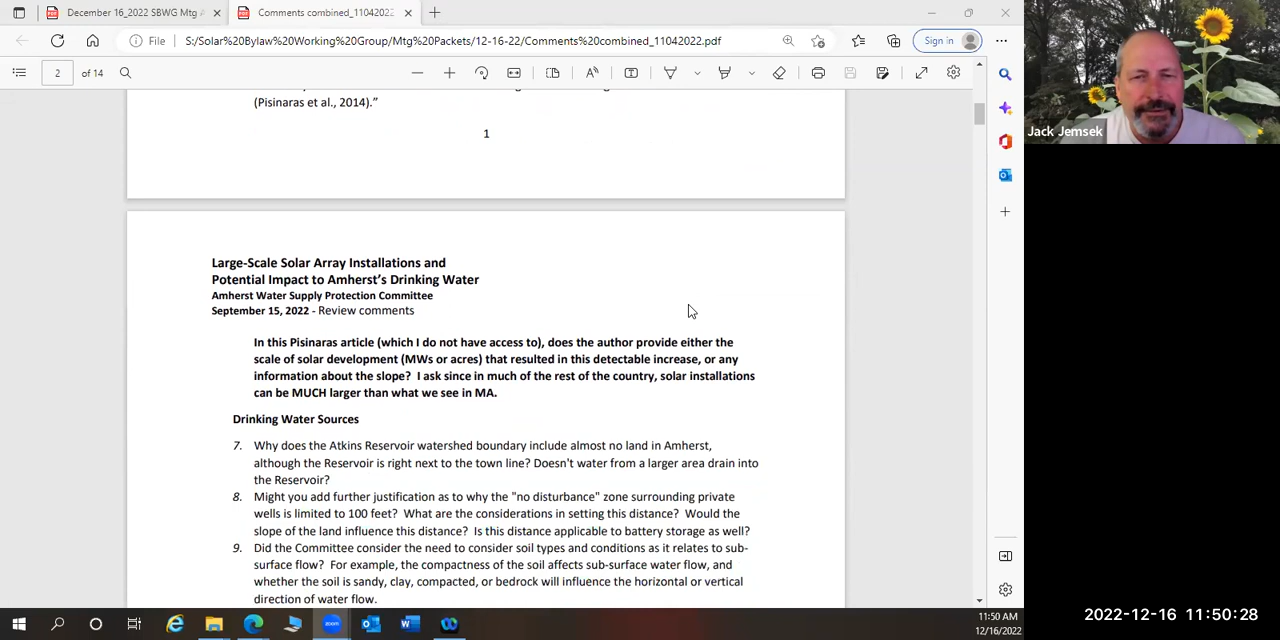 December 16_2022 SBWG Mtg A
Comments combined_11042022
File
S:/Solar%20Bylaw%20Working%20Group/Mtg%20Packets/12-16-22/Comments%20combined_11042022.pdf
Sign in
2 of 14
(Pisinaras et al., 2014).”
1
Large-Scale Solar Array Installations and
Potential Impact to Amherst’s Drinking Water
Amherst Water Supply Protection Committee
September 15, 2022 - Review comments
In this Pisinaras article (which I do not have access to), does the author provide either the
scale of solar development (MWs or acres) that resulted in this detectable increase, or any
information about the slope? I ask since in much of the rest of the country, solar installations
can be MUCH larger than what we see in MA.
Drinking Water Sources
7. Why does the Atkins Reservoir watershed boundary include almost no land in Amherst,
although the Reservoir is right next to the town line? Doesn't water from a larger area drain into
the Reservoir?
8. Might you add further justification as to why the "no disturbance" zone surrounding private
wells is limited to 100 feet? What are the considerations in setting this distance? Would the
slope of the land influence this distance? Is this distance applicable to battery storage as well?
9. Did the Committee consider the need to consider soil types and conditions as it relates to sub-
surface flow? For example, the compactness of the soil affects sub-surface water flow, and
whether the soil is sandy, clay, compacted, or bedrock will influence the horizontal or vertical
direction of water flow.
Jack Jemsek
11:50 AM
12/16/2022
2022-12-16 11:50:28